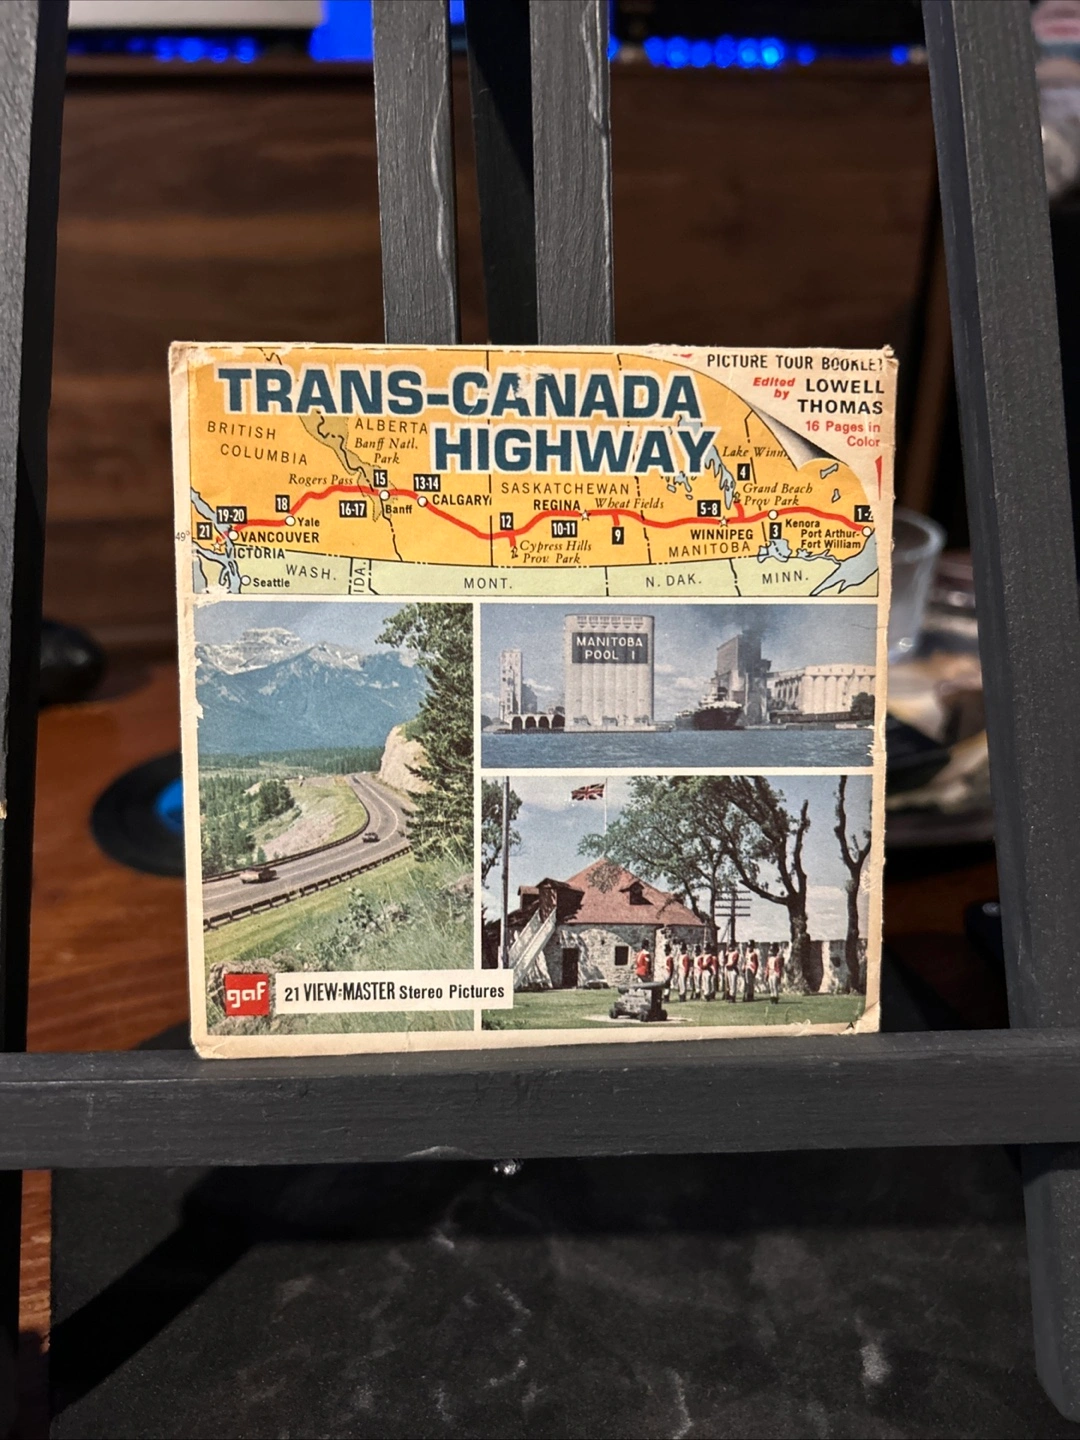 PICTURE TOUR BOOKLET
Edited by LOWELL
THOMAS
16 Pages in
Color
TRANS-CANADA
HIGHWAY
BRITISH
COLUMBIA
ALBERTA
Banff Natl.
Park
Rogers Pass
15
13-14
CALGARY
SASKATCHEWAN
REGINA
Wheat Fields
Lake Winn
4
Grand Beach
Prov Park
1-2
18
19-20
21
Yale
VANCOUVER
VICTORIA
16-17
Banff
12
10-11
9
5-8
WINNIPEG
MANITOBA
3
Kenora
Port Arthur-
Fort William
Cypress Hills
Prov. Park
49°
Seattle
WASH.
IDA.
MONT.
N. DAK.
MINN.
MANITOBA
POOL 1
gaf
21 VIEW-MASTER Stereo Pictures